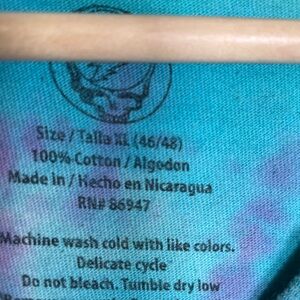 Size / Talla XL (46/48)
100% Cotton / Algodon
Made in / Hecho en Nicaragua
RN# 86947
Machine wash cold with like colors.
Delicate cycle
Do not bleach. Tumble dry low